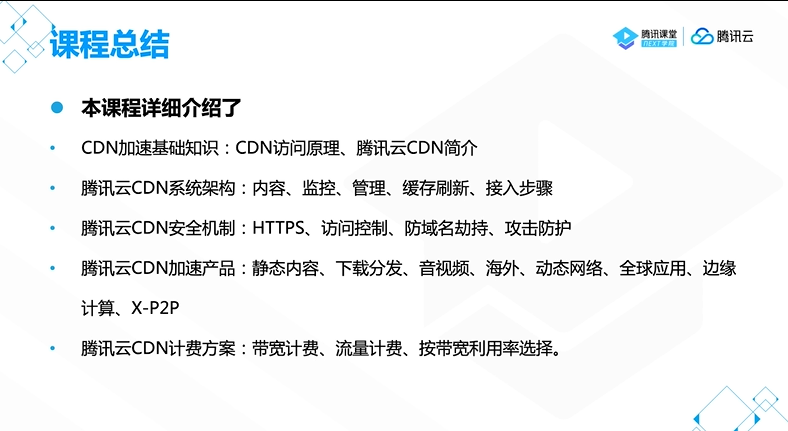 课程总结
腾讯课堂
NEXT学院
腾讯云
本课程详细介绍了
CDN加速基础知识：CDN访问原理、腾讯云CDN简介
腾讯云CDN系统架构：内容、监控、管理、缓存刷新、接入步骤
腾讯云CDN安全机制：HTTPS、访问控制、防域名劫持、攻击防护
腾讯云CDN加速产品：静态内容、下载分发、音视频、海外、动态网络、全球应用、边缘
计算、X-P2P
腾讯云CDN计费方案：带宽计费、流量计费、按带宽利用率选择。